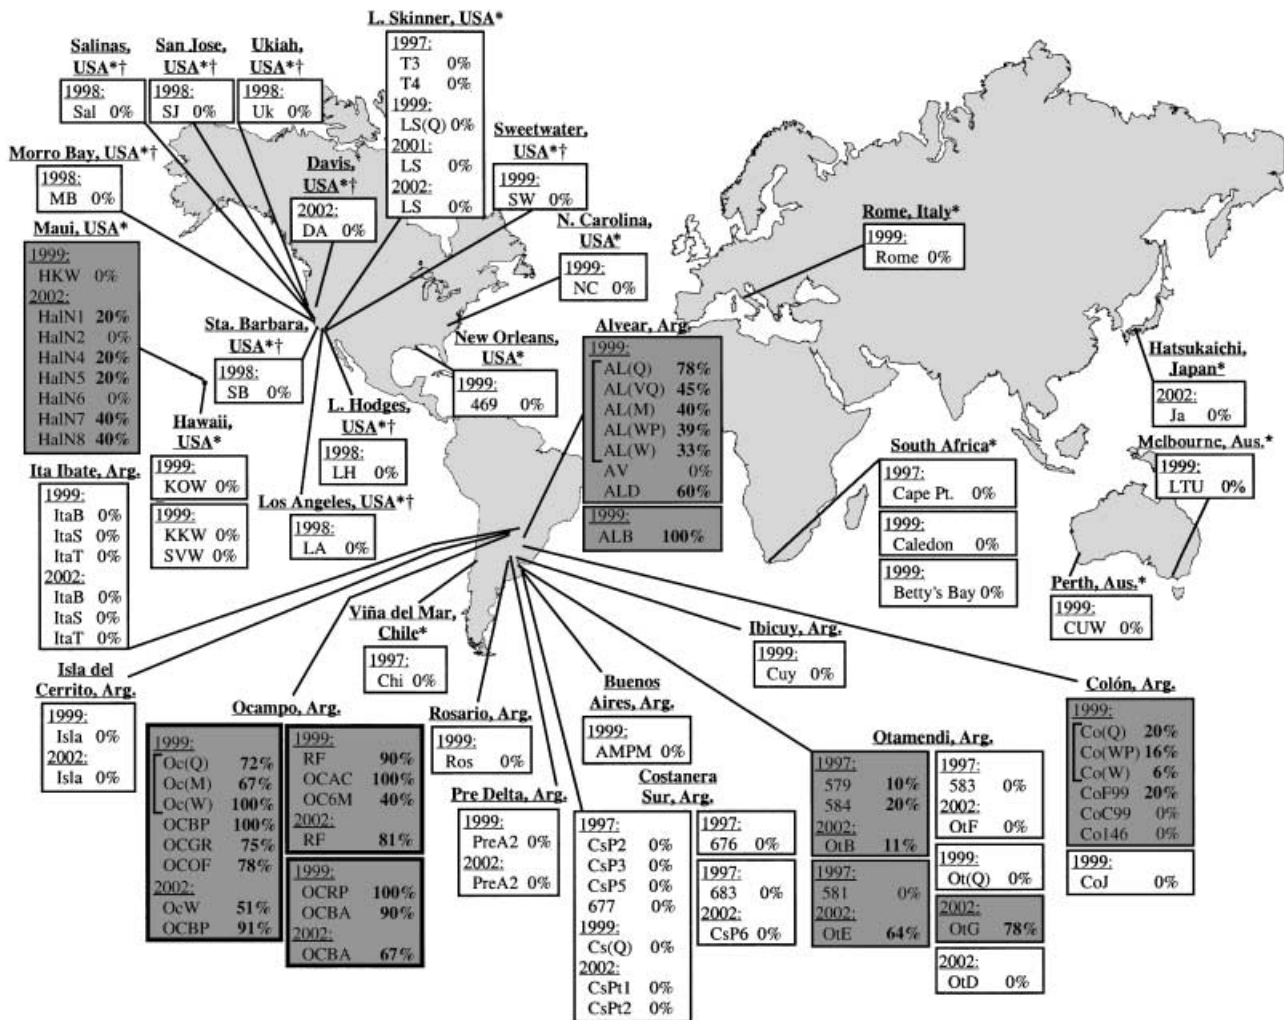 Salinas,
USA*†
1998:
Sal 0%
San Jose,
USA*†
1998:
SJ 0%
Ukiah,
USA*†
1998:
Uk 0%
L. Skinner, USA*
1997:
T3 0%
T4 0%
1999:
LS(Q) 0%
2001:
LS 0%
2002:
LS 0%
Sweetwater,
USA*†
1999:
SW 0%
Morro Bay, USA*†
1998:
MB 0%
Davis,
USA*†
2002:
DA 0%
N. Carolina,
USA*
1999:
NC 0%
Rome, Italy*
1999:
Rome 0%
Maui, USA*
1999:
HKW 0%
2002:
HalN1 20%
HalN2 0%
HalN4 20%
HalN5 20%
HalN6 0%
HalN7 40%
HalN8 40%
Sta. Barbara,
USA*†
1998:
SB 0%
New Orleans,
USA*
1999:
469 0%
Alvear, Arg.
1999:
AL(Q) 78%
AL(VQ) 45%
AL(M) 40%
AL(WP) 39%
AL(W) 33%
AV 0%
ALD 60%
1999:
ALB 100%
Hatsukaichi,
Japan*
2002:
Ja 0%
Hawaii,
USA*
1999:
KOW 0%
1999:
KKW 0%
SVW 0%
L. Hodges,
USA*†
1998:
LH 0%
Los Angeles, USA*†
1998:
LA 0%
South Africa*
1997:
Cape Pt. 0%
1999:
Caledon 0%
1999:
Betty's Bay 0%
Melbourne, Aus.*
1999:
LTU 0%
Perth, Aus.*
1999:
CUW 0%
Ita Ibate, Arg.
1999:
ItaB 0%
ItaS 0%
ItaT 0%
2002:
ItaB 0%
ItaS 0%
ItaT 0%
Viña del Mar,
Chile*
1997:
Chi 0%
Ibicuy, Arg.
1999:
Cuy 0%
Isla del
Cerrito, Arg.
1999:
Isla 0%
2002:
Isla 0%
Ocampo, Arg.
1999:
Oc(Q) 72%
Oc(M) 67%
Oc(W) 100%
OCBP 100%
OCGR 75%
OCOF 78%
2002:
OcW 51%
OCBP 91%
1999:
RF 90%
OCAC 100%
OC6M 40%
2002:
RF 81%
1999:
OCRP 100%
OCBA 90%
2002:
OCBA 67%
Rosario, Arg.
1999:
Ros 0%
Buenos
Aires, Arg.
1999:
AMPM 0%
Pre Delta, Arg.
1999:
PreA2 0%
2002:
PreA2 0%
Costanera
Sur, Arg.
1997:
CsP2 0%
CsP3 0%
CsP5 0%
677 0%
1999:
Cs(Q) 0%
2002:
CsPt1 0%
CsPt2 0%
1997:
676 0%
1997:
683 0%
2002:
CsP6 0%
Otamendi, Arg.
1997:
579 10%
584 20%
2002:
OtB 11%
1997:
581 0%
2002:
OtE 64%
1997:
583 0%
2002:
OtF 0%
1999:
Ot(Q) 0%
2002:
OtG 78%
2002:
OtD 0%
Colón, Arg.
1999:
Co(Q) 20%
Co(WP) 16%
Co(W) 6%
CoF99 20%
CoC99 0%
Co146 0%
1999:
CoJ 0%